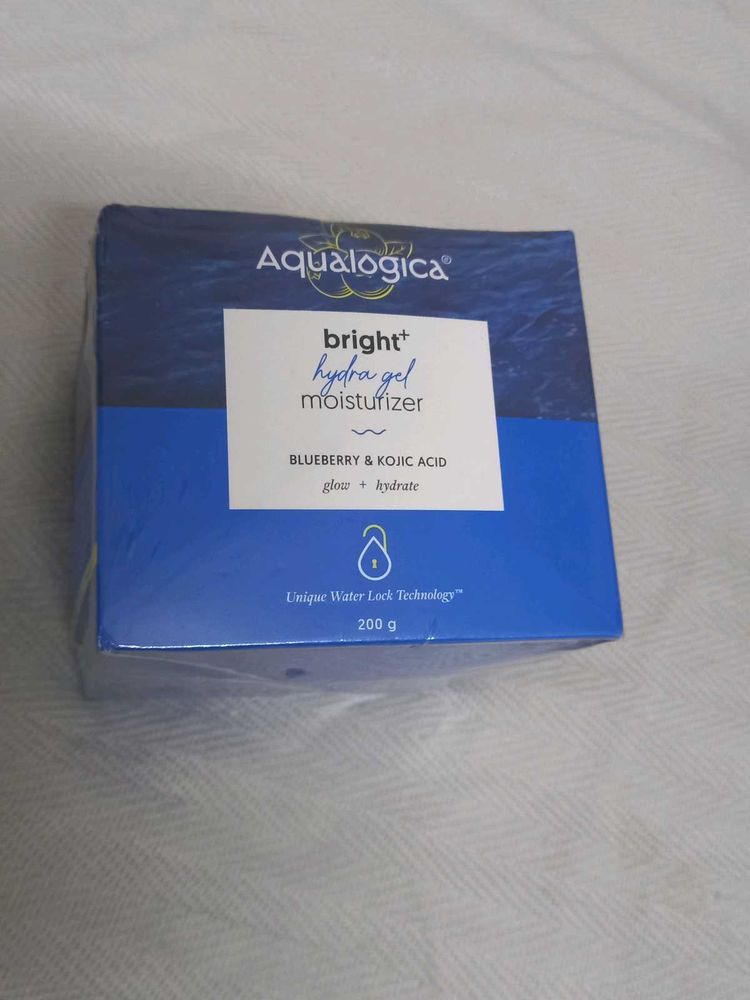 Aqualogica®
bright+
hydra gel
moisturizer
BLUEBERRY & KOJIC ACID
glow + hydrate
Unique Water Lock Technology™
200 g